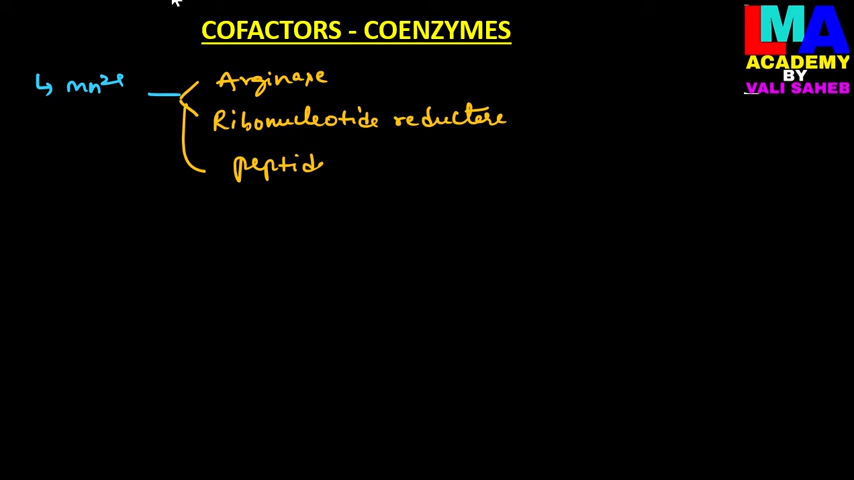 COFACTORS - COENZYMES
LMA
ACADEMY
BY
VALI SAHEB
↳ mn²⁺
Arginase
Ribonucleotide reductase
peptid